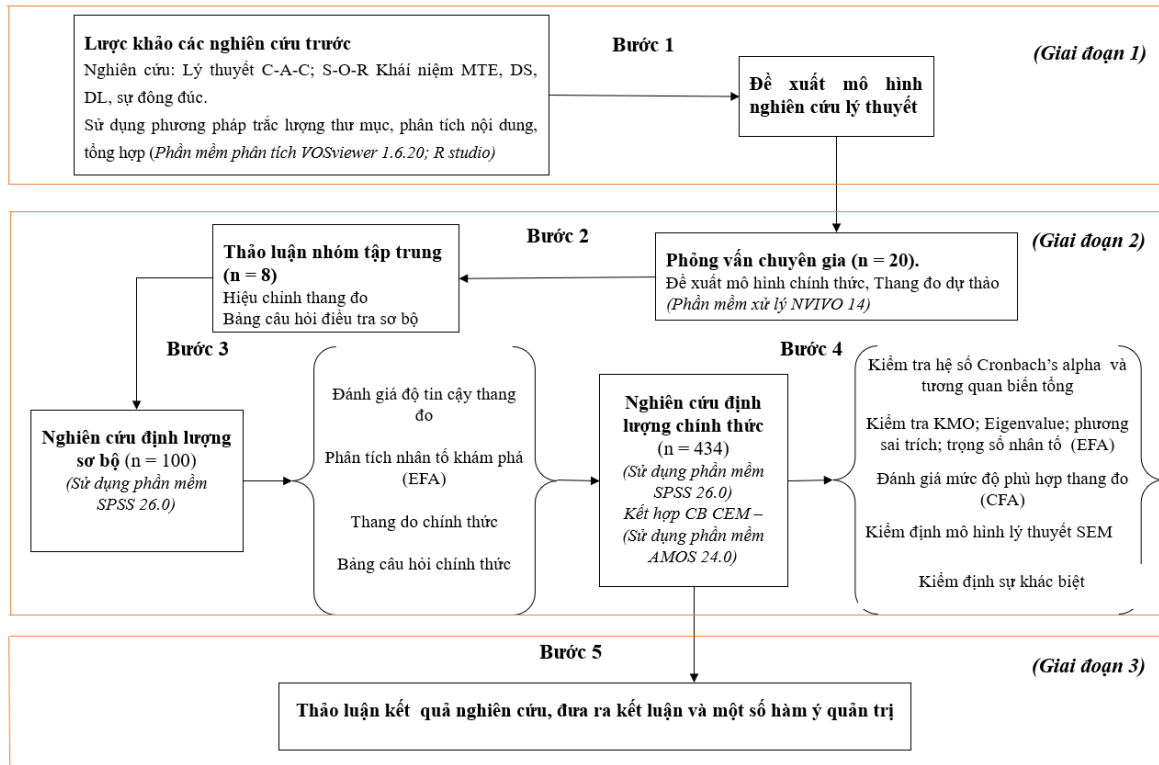 Lược khảo các nghiên cứu trước
Nghiên cứu: Lý thuyết C-A-C; S-O-R Khái niệm MTE, DS,
DL, sự đông đúc.
Sử dụng phương pháp trắc lượng thư mục, phân tích nội dung,
tổng hợp (Phần mềm phân tích VOSviewer 1.6.20; R studio)
Bước 1
(Giai đoạn 1)
Đề xuất mô hình
nghiên cứu lý thuyết
Bước 2
(Giai đoạn 2)
Phỏng vấn chuyên gia (n = 20).
Đề xuất mô hình chính thức, Thang đo dự thảo
(Phần mềm xử lý NVIVO 14)
Thảo luận nhóm tập trung
(n = 8)
Hiệu chỉnh thang đo
Bảng câu hỏi điều tra sơ bộ
Bước 3
Nghiên cứu định lượng
sơ bộ (n = 100)
(Sử dụng phần mềm
SPSS 26.0)
Đánh giá độ tin cậy thang
đo
Phân tích nhân tố khám phá
(EFA)
Thang do chính thức
Bảng câu hỏi chính thức
Bước 4
Nghiên cứu định
lượng chính thức
(n = 434)
(Sử dụng phần mềm
SPSS 26.0)
Kết hợp CB CEM –
(Sử dụng phần mềm
AMOS 24.0)
Kiểm tra hệ số Cronbach's alpha và
tương quan biến tổng
Kiểm tra KMO; Eigenvalue; phương
sai trích; trọng số nhân tố (EFA)
Đánh giá mức độ phù hợp thang đo
(CFA)
Kiểm định mô hình lý thuyết SEM
Kiểm định sự khác biệt
Bước 5
(Giai đoạn 3)
Thảo luận kết quả nghiên cứu, đưa ra kết luận và một số hàm ý quản trị